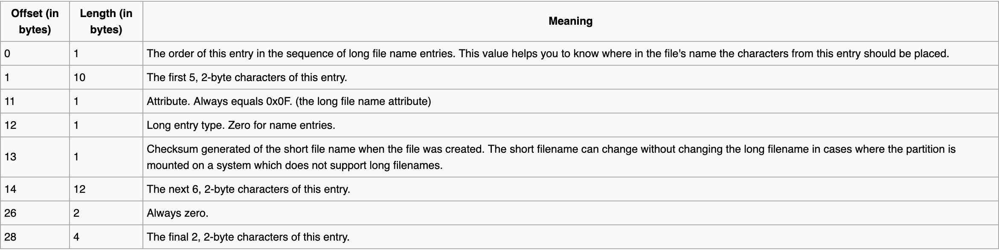 Offset (in bytes) Length (in bytes) Meaning
0 1 The order of this entry in the sequence of long file name entries. This value helps you to know where in the file's name the characters from this entry should be placed.
1 10 The first 5, 2-byte characters of this entry.
11 1 Attribute. Always equals 0x0F. (the long file name attribute)
12 1 Long entry type. Zero for name entries.
13 1 Checksum generated of the short file name when the file was created. The short filename can change without changing the long filename in cases where the partition is
mounted on a system which does not support long filenames.
14 12 The next 6, 2-byte characters of this entry.
26 2 Always zero.
28 4 The final 2, 2-byte characters of this entry.